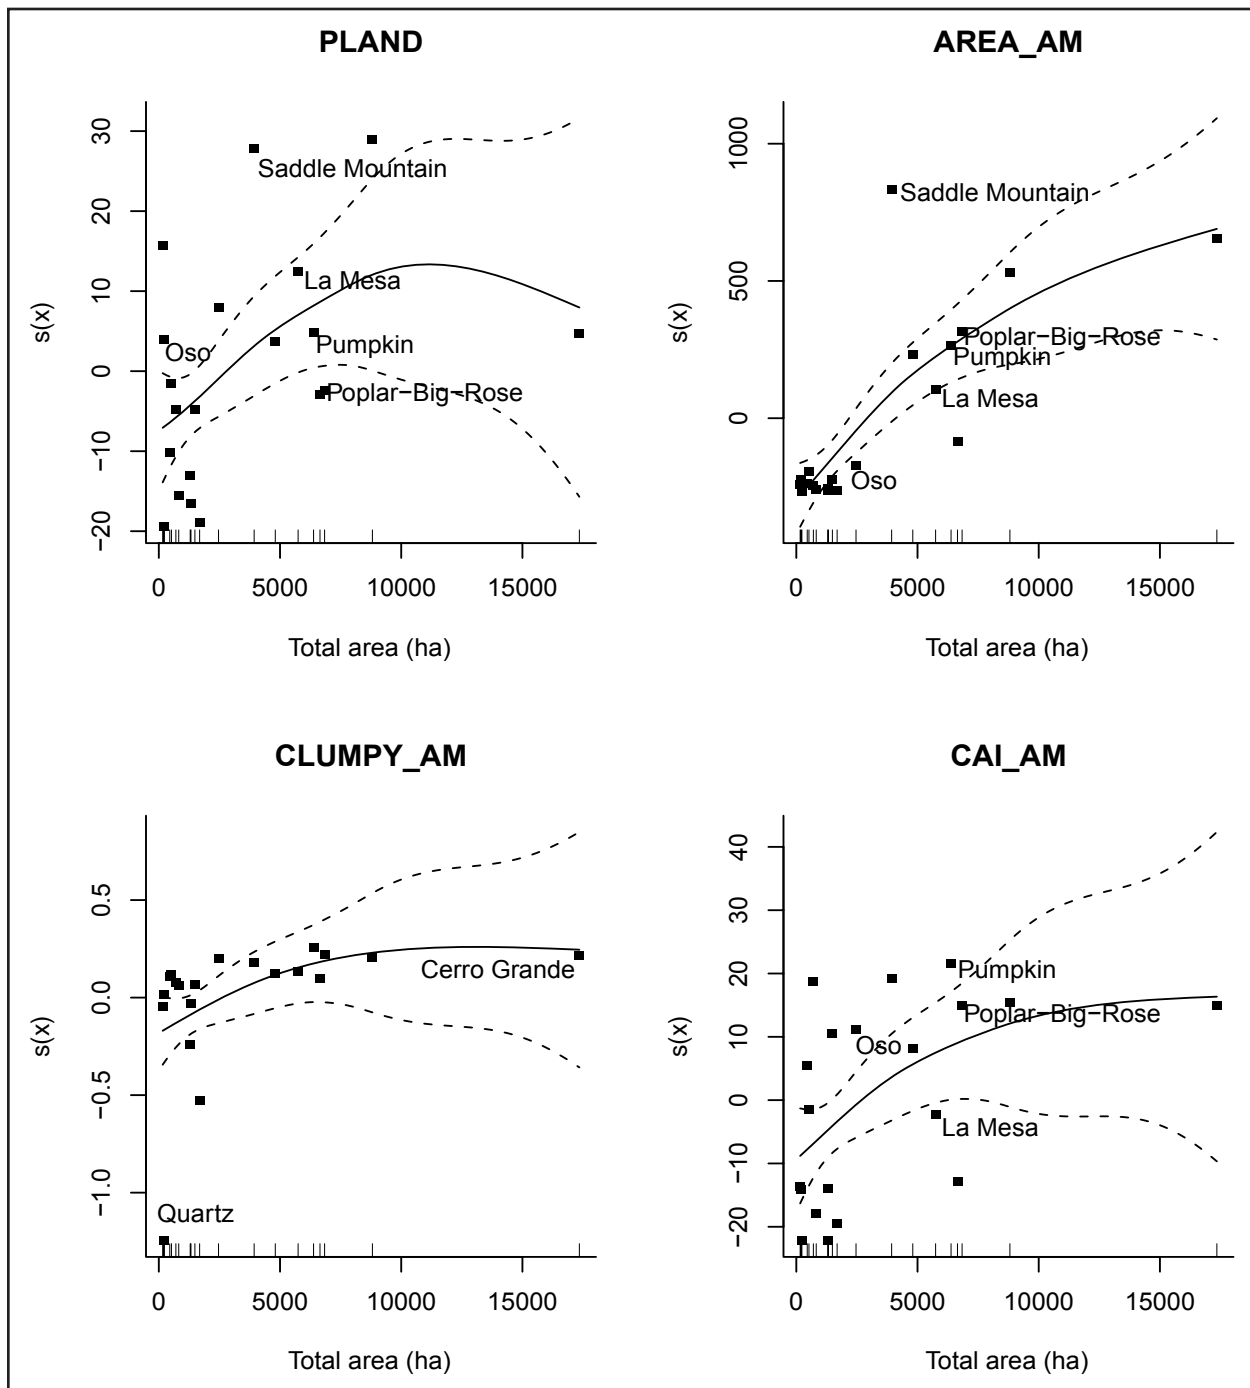 PLAND
30
20
10
0
−10
−20
s(x)
Saddle Mountain
La Mesa
Oso
Pumpkin
Poplar−Big−Rose
0 5000 10000 15000
Total area (ha)
AREA_AM
1000
500
0
s(x)
Saddle Mountain
Poplar−Big−Rose
Pumpkin
La Mesa
Oso
0 5000 10000 15000
Total area (ha)
CLUMPY_AM
0.5
0.0
−0.5
−1.0
s(x)
Cerro Grande
Quartz
0 5000 10000 15000
Total area (ha)
CAI_AM
40
30
20
10
0
−10
−20
s(x)
Pumpkin
Poplar−Big−Rose
Oso
La Mesa
0 5000 10000 15000
Total area (ha)